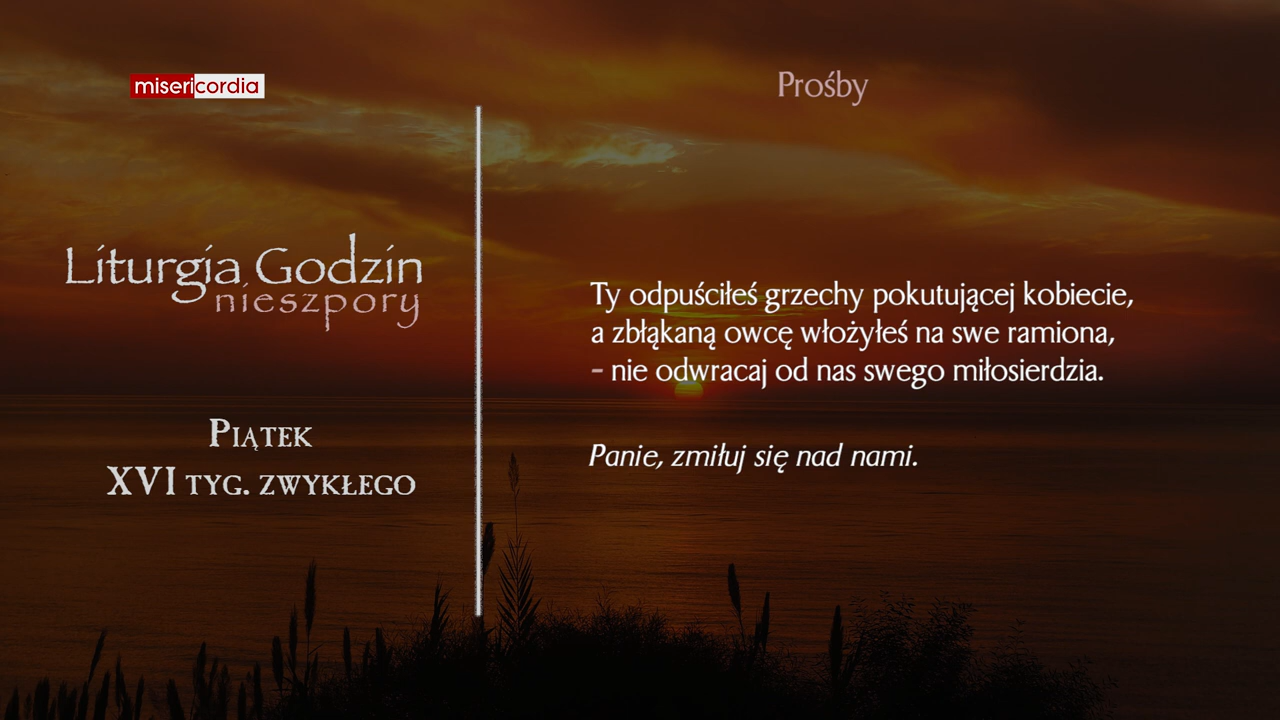 misericordia
Liturgia Godzin
nieszpory
Piątek
XVI tyg. zwykłego
Prośby
Ty odpuściłeś grzechy pokutującej kobiecie,
a zbłąkaną owcę włożyłeś na swe ramiona,
- nie odwracaj od nas swego miłosierdzia.
Panie, zmiłuj się nad nami.